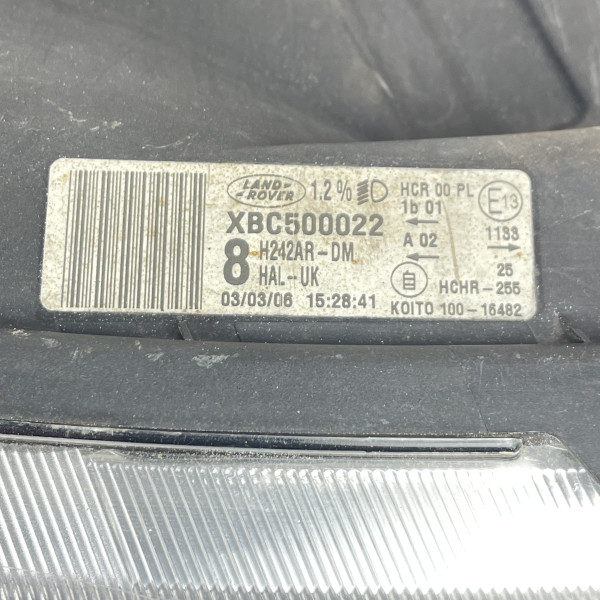 LAND ROVER 1.2%
XBC500022
8 H242AR-DM
HAL-UK
03/03/06 15:28:41
HCR 00 PL
1b 01
E13
A 02
1133
自
25
HCHR-255
KOITO 100-16482